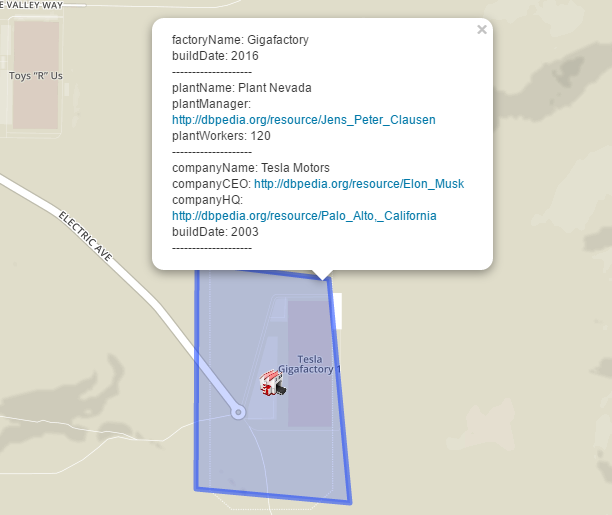 E VALLEY WAY
Toys "R" Us
ELECTRIC AVE
×
factoryName: Gigafactory
buildDate: 2016
--------------------
plantName: Plant Nevada
plantManager:
http://dbpedia.org/resource/Jens_Peter_Clausen
plantWorkers: 120
--------------------
companyName: Tesla Motors
companyCEO: http://dbpedia.org/resource/Elon_Musk
companyHQ:
http://dbpedia.org/resource/Palo_Alto,_California
buildDate: 2003
--------------------
Tesla
Gigafactory 1